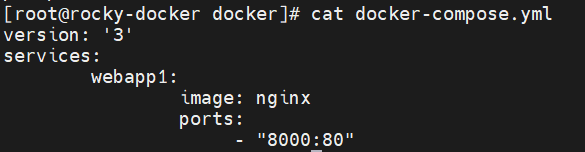 [root@rocky-docker docker]# cat docker-compose.yml
version: '3'
services:
        webapp1:
                image: nginx
                ports:
                     - "8000:80"